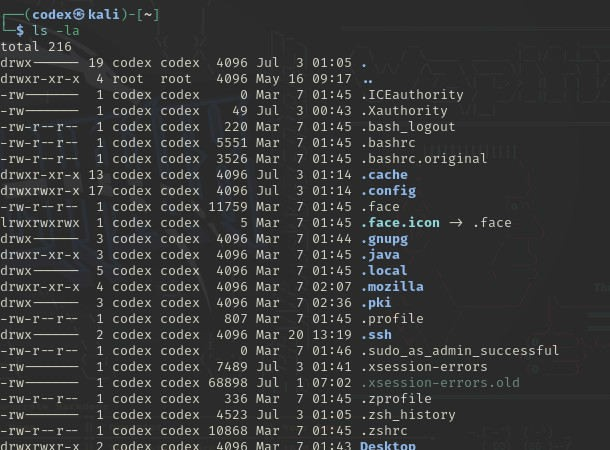 ┌──(codex㉿kali)-[~]
└─$ ls -la
total 216
drwx------ 19 codex codex  4096 Jul  3 01:05 .
drwxr-xr-x  4 root  root   4096 May 16 09:17 ..
-rw-------  1 codex codex     0 Mar  7 01:45 .ICEauthority
-rw-------  1 codex codex    49 Jul  3 00:43 .Xauthority
-rw-r--r--  1 codex codex   220 Mar  7 01:45 .bash_logout
-rw-r--r--  1 codex codex  5551 Mar  7 01:45 .bashrc
-rw-r--r--  1 codex codex  3526 Mar  7 01:45 .bashrc.original
drwxr-xr-x 13 codex codex  4096 Jul  3 01:14 .cache
drwxrwxr-x 17 codex codex  4096 Jul  3 01:14 .config
-rw-r--r--  1 codex codex 11759 Mar  7 01:45 .face
lrwxrwxrwx  1 codex codex     5 Mar  7 01:45 .face.icon -> .face
drwx------  3 codex codex  4096 Mar  7 01:44 .gnupg
drwxr-xr-x  3 codex codex  4096 Mar  7 01:45 .java
drwx------  5 codex codex  4096 Mar  7 01:45 .local
drwxr-xr-x  4 codex codex  4096 Mar  7 02:07 .mozilla
drwx------  3 codex codex  4096 Mar  7 02:36 .pki
-rw-r--r--  1 codex codex   807 Mar  7 01:45 .profile
drwx------  2 codex codex  4096 Mar 20 13:19 .ssh
-rw-r--r--  1 codex codex     0 Mar  7 01:46 .sudo_as_admin_successful
-rw-------  1 codex codex  7489 Jul  3 01:41 .xsession-errors
-rw-------  1 codex codex 68898 Jul  1 07:02 .xsession-errors.old
-rw-r--r--  1 codex codex   336 Mar  7 01:45 .zprofile
-rw-------  1 codex codex  4523 Jul  3 01:05 .zsh_history
-rw-r--r--  1 codex codex 10868 Mar  7 01:45 .zshrc
drwxrwxr-x  2 codex codex  4096 Mar  7 01:43 Desktop